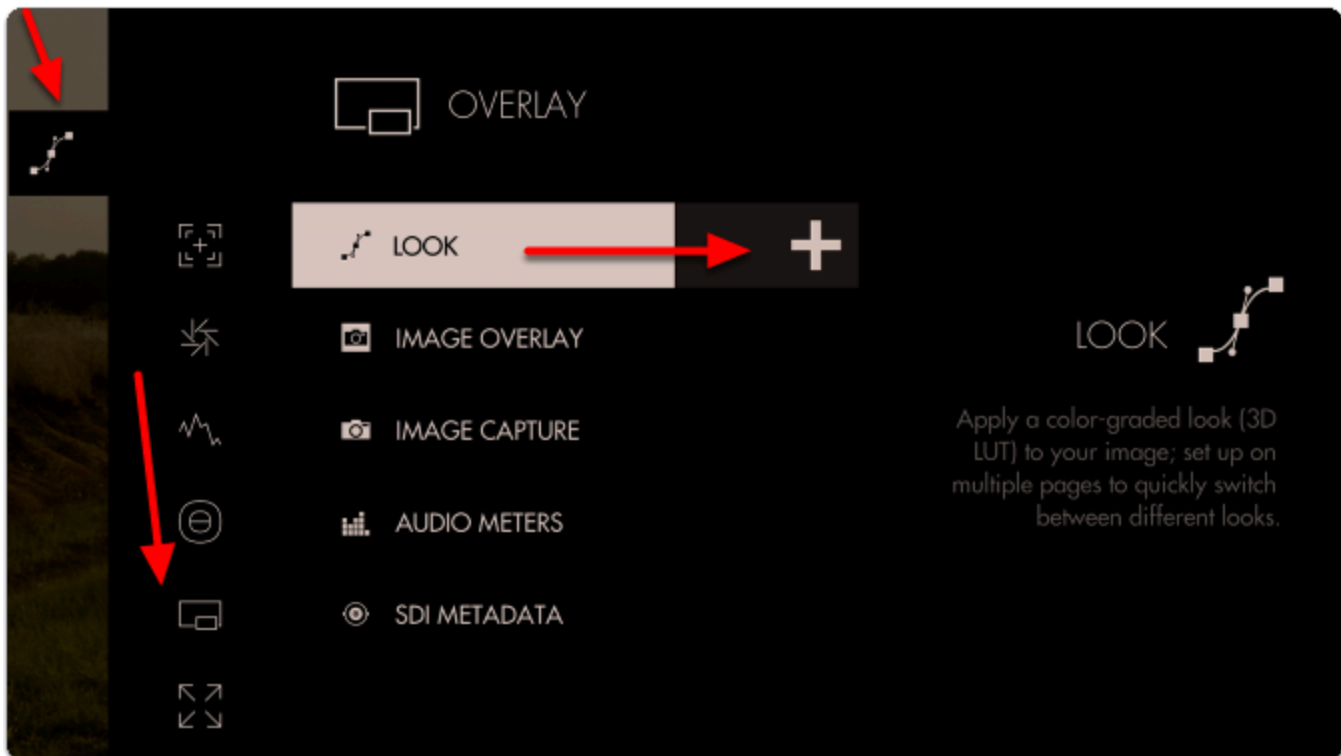 OVERLAY
LOOK
IMAGE OVERLAY
IMAGE CAPTURE
AUDIO METERS
SDI METADATA
LOOK
Apply a color-graded look (3D
LUT) to your image; set up on
multiple pages to quickly switch
between different looks.